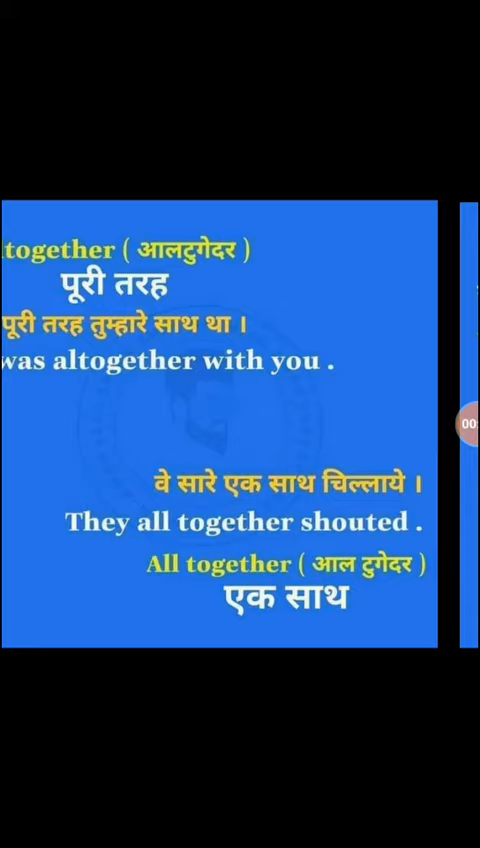 together ( आलटुगेदर )
पूरी तरह
पूरी तरह तुम्हारे साथ था ।
was altogether with you .
00:
वे सारे एक साथ चिल्लाये ।
They all together shouted .
All together ( आल टुगेदर )
एक साथ